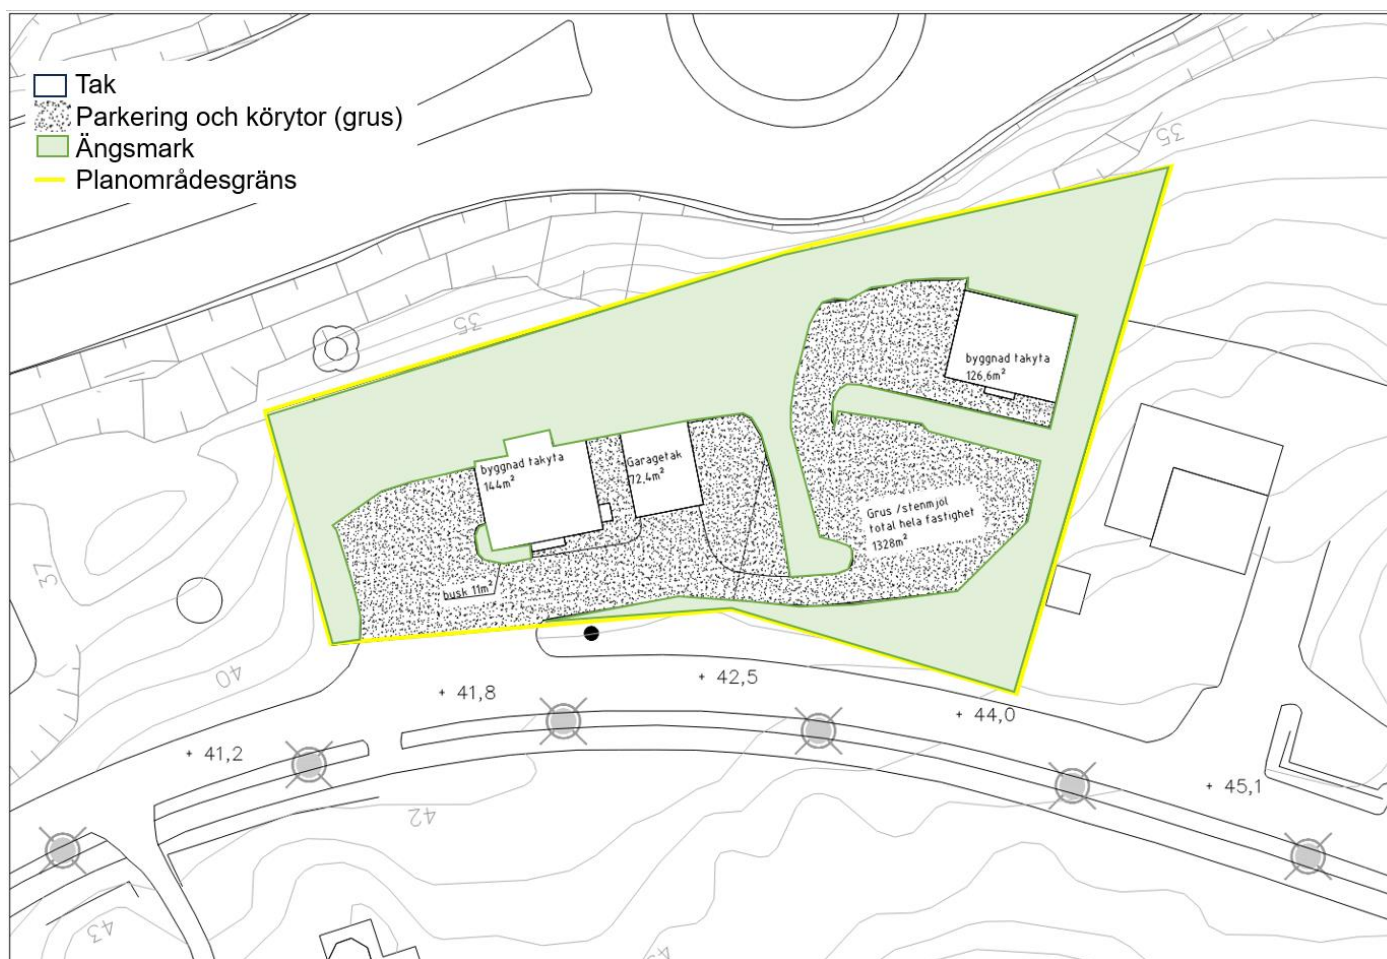 Tak
Parkering och körytor (grus)
Ängsmark
Planområdesgräns
35
35
byggnad takyta
126,6m²
byggnad takyta
144m²
Garagetak
72,4m²
Grus /stenmjöl
total hela fastighet
1328m²
busk 11m²
37
40
+ 41,8
+ 42,5
+ 44,0
+ 41,2
+ 45,1
42
43